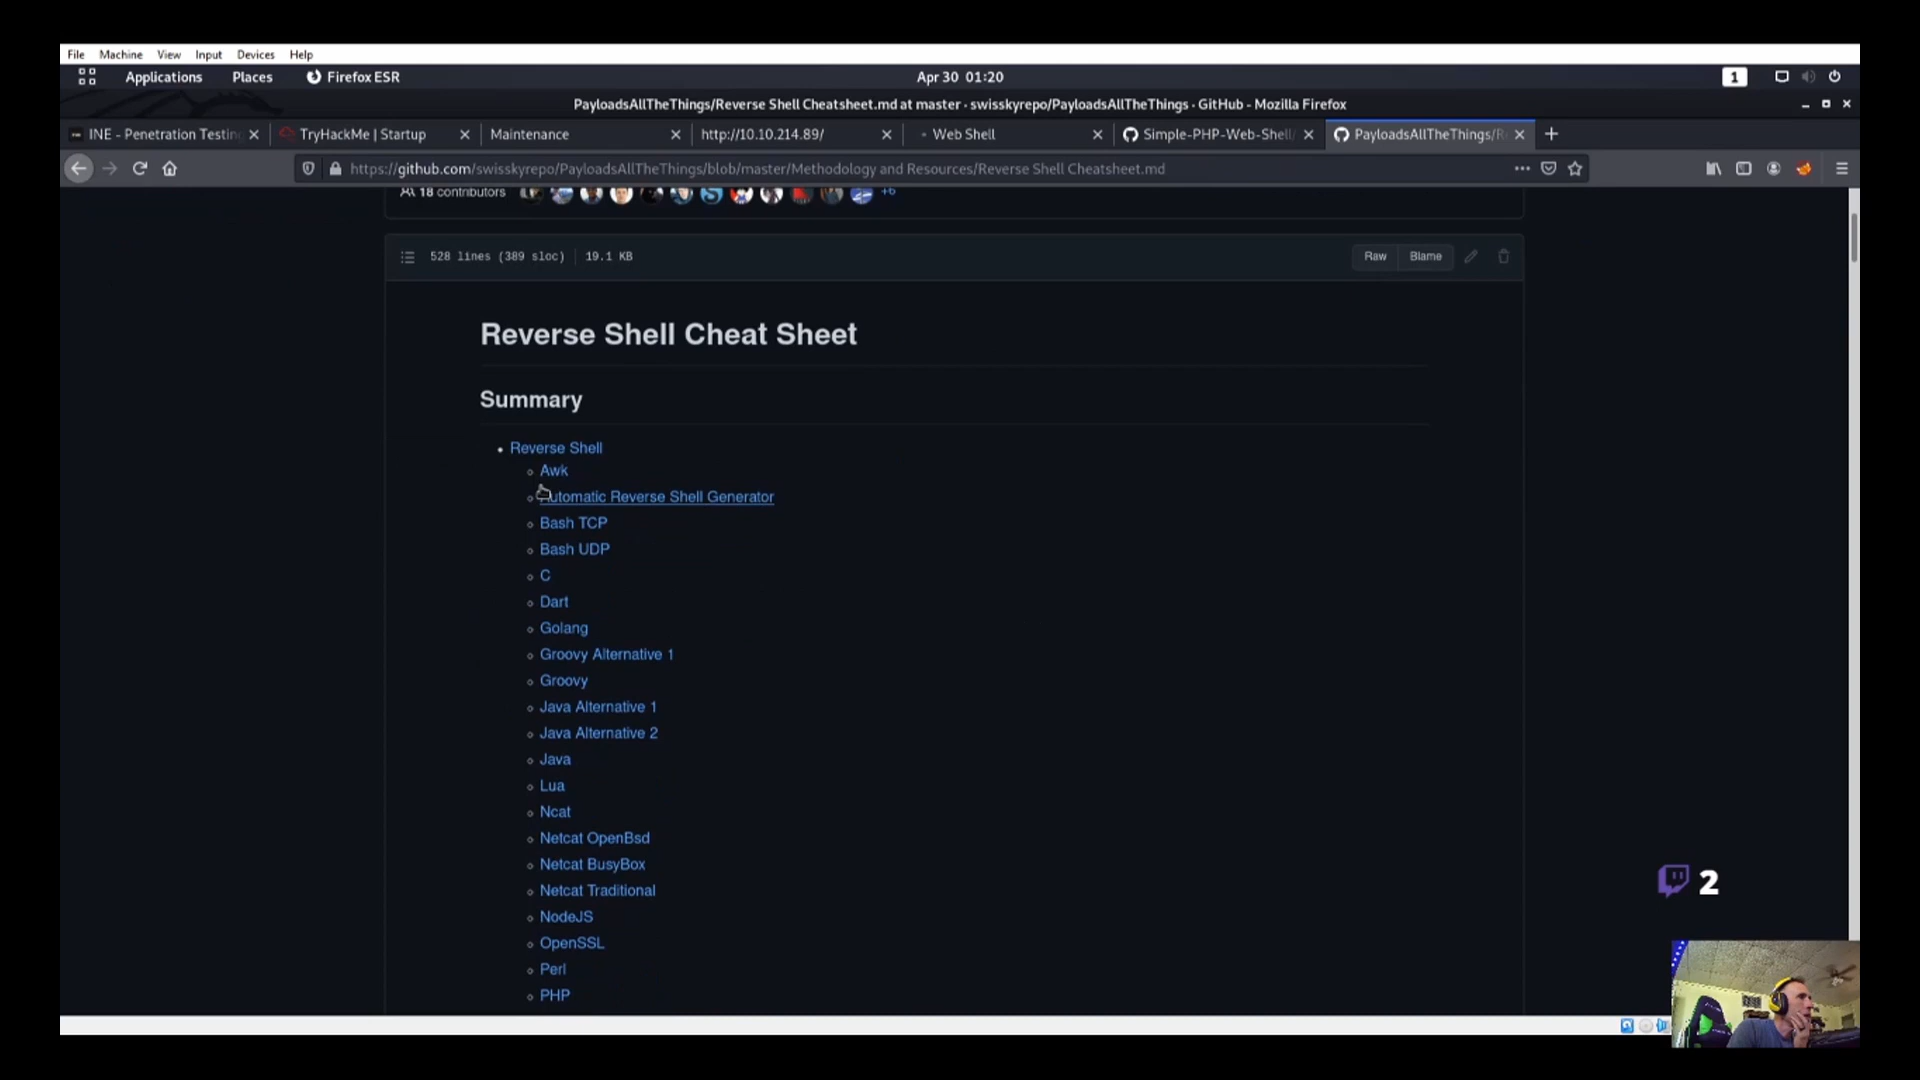 File Machine View Input Devices Help
Applications Places Firefox ESR Apr 30 01:20 1
PayloadsAllTheThings/Reverse Shell Cheatsheet.md at master · swisskyrepo/PayloadsAllTheThings · GitHub - Mozilla Firefox
INE - Penetration Testing TryHackMe | Startup Maintenance http://10.10.214.89/ Web Shell Simple-PHP-Web-Shell/ PayloadsAllTheThings/R
https://github.com/swisskyrepo/PayloadsAllTheThings/blob/master/Methodology and Resources/Reverse Shell Cheatsheet.md
18 contributors +6
528 lines (389 sloc) 19.1 KB Raw Blame
Reverse Shell Cheat Sheet
Summary
Reverse Shell
Awk
Automatic Reverse Shell Generator
Bash TCP
Bash UDP
C
Dart
Golang
Groovy Alternative 1
Groovy
Java Alternative 1
Java Alternative 2
Java
Lua
Ncat
Netcat OpenBsd
Netcat BusyBox
Netcat Traditional
NodeJS
OpenSSL
Perl
PHP
2